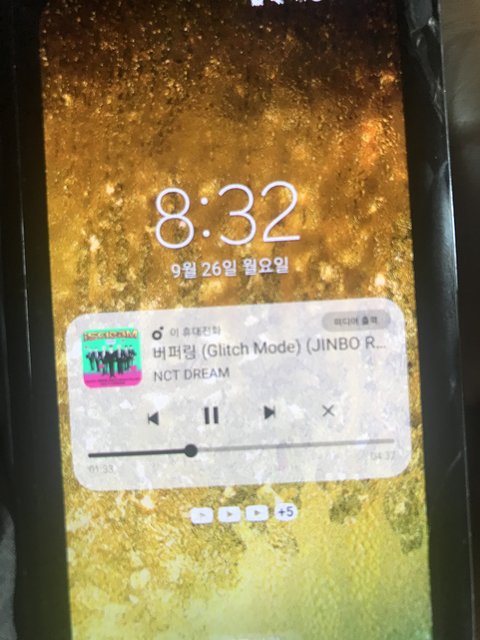 8:32
9월 26일 월요일
이 휴대전화
미디어 출력
버퍼링 (Glitch Mode) (JINBO R...
NCT DREAM
01:33
04:37
+5